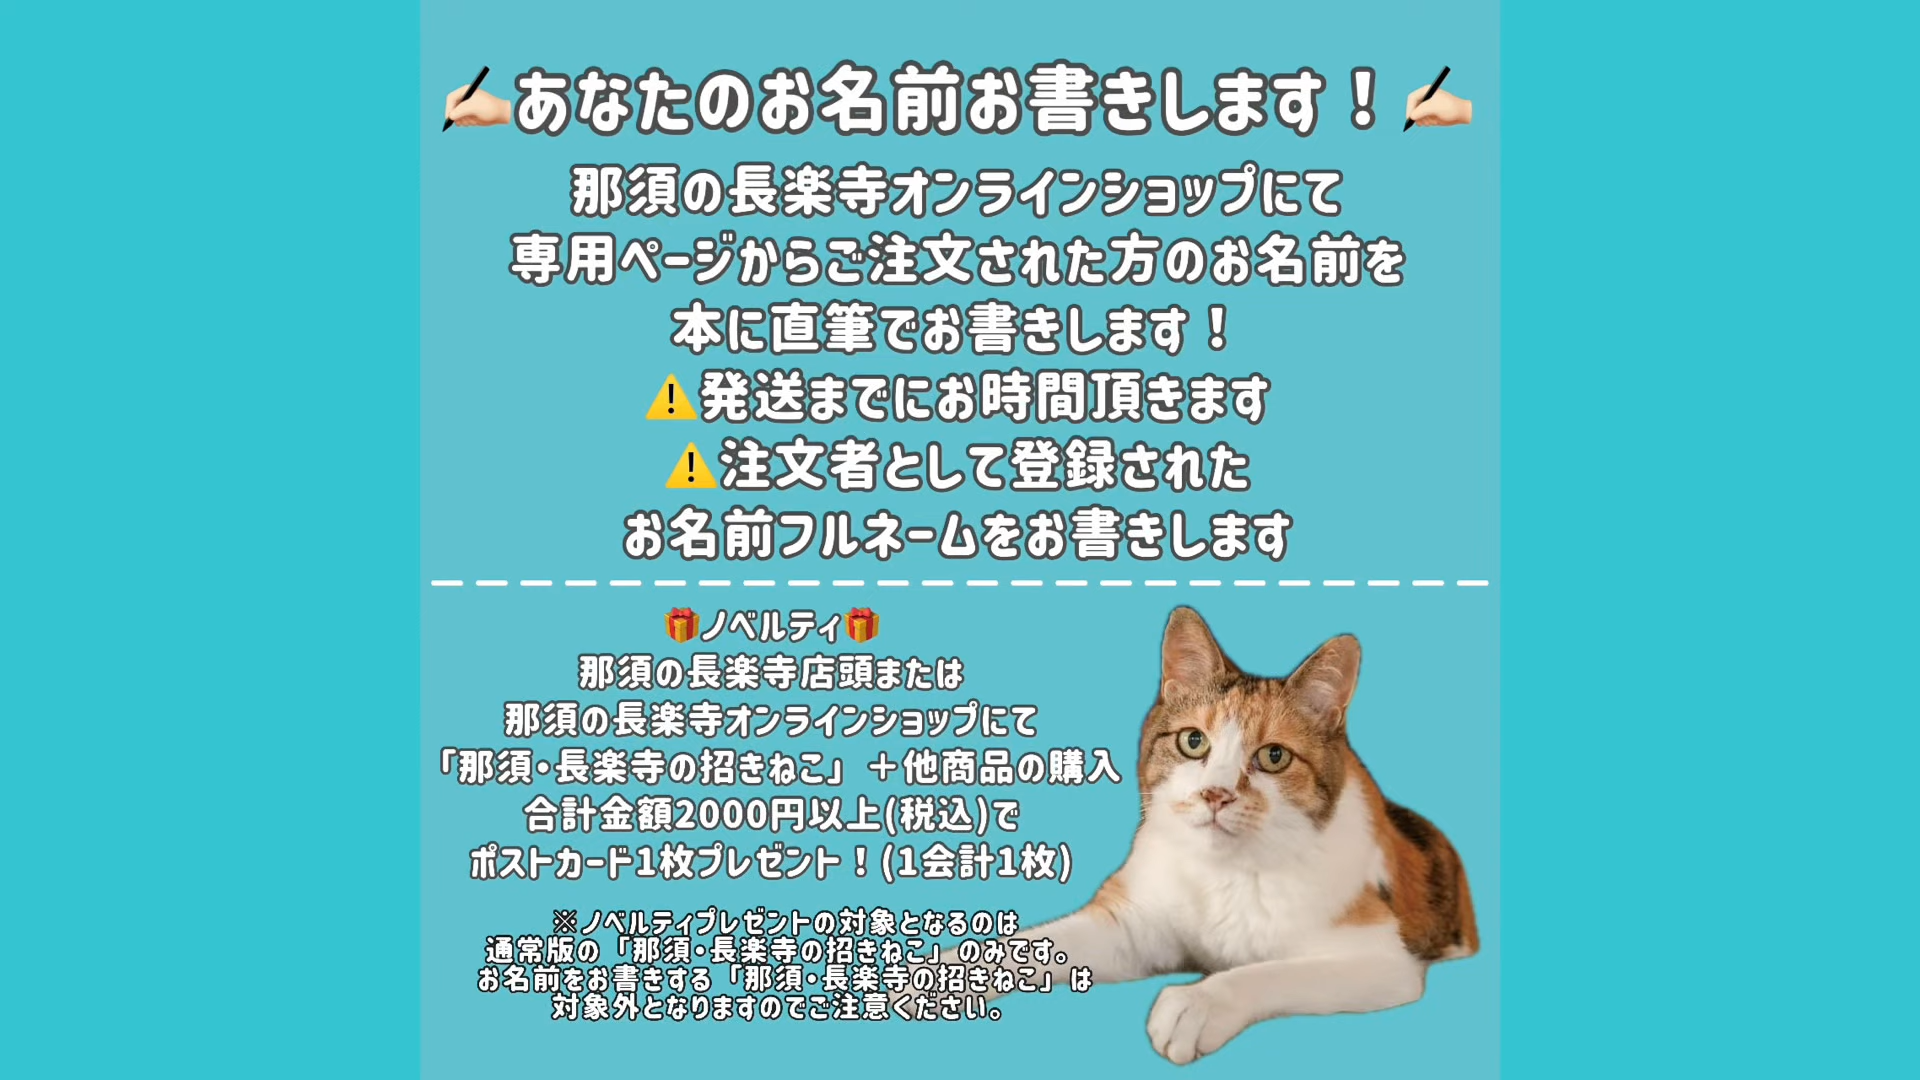 ✍🏻あなたのお名前お書きします！✍🏻
那須の長楽寺オンラインショップにて
専用ページからご注文された方のお名前を
本に直筆でお書きします！
⚠️発送までにお時間頂きます
⚠️注文者として登録された
お名前フルネームをお書きします
🎁ノベルティ🎁
那須の長楽寺店頭または
那須の長楽寺オンラインショップにて
「那須・長楽寺の招きねこ」＋他商品の購入
合計金額2000円以上(税込)で
ポストカード1枚プレゼント！(1会計1枚)
※ノベルティプレゼントの対象となるのは
通常版の「那須・長楽寺の招きねこ」のみです。
お名前をお書きする「那須・長楽寺の招きねこ」は
対象外となりますのでご注意ください。